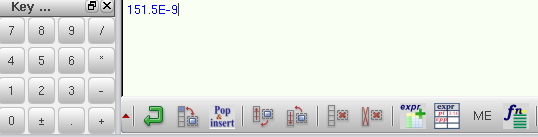 Key ...
151.5E-9
7 8 9 /
4 5 6 *
1 2 3 -
0 ± . +
Pop
&
insert
expr
expr
ME
fn